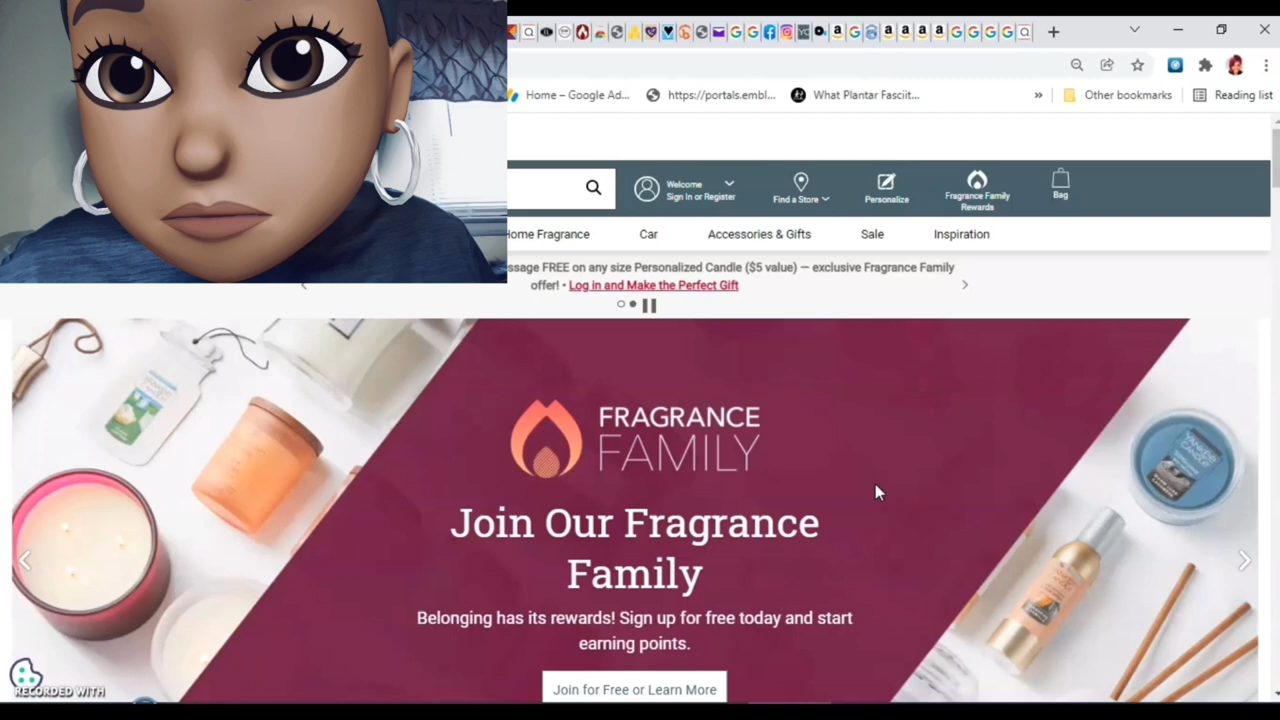 Home – Google Ad...
https://portals.embl...
What Plantar Fasciit...
»
Other bookmarks
Reading list
Welcome
Sign In or Register
Find a Store
Personalize
Fragrance Family
Rewards
Bag
Home Fragrance
Car
Accessories & Gifts
Sale
Inspiration
ssage FREE on any size Personalized Candle ($5 value) — exclusive Fragrance Family
offer! • Log in and Make the Perfect Gift
FRAGRANCE
FAMILY
Join Our Fragrance
Family
Belonging has its rewards! Sign up for free today and start
earning points.
Join for Free or Learn More
YANKEE
CANDLE
YANKEE
CANDLE
RECORDED WITH